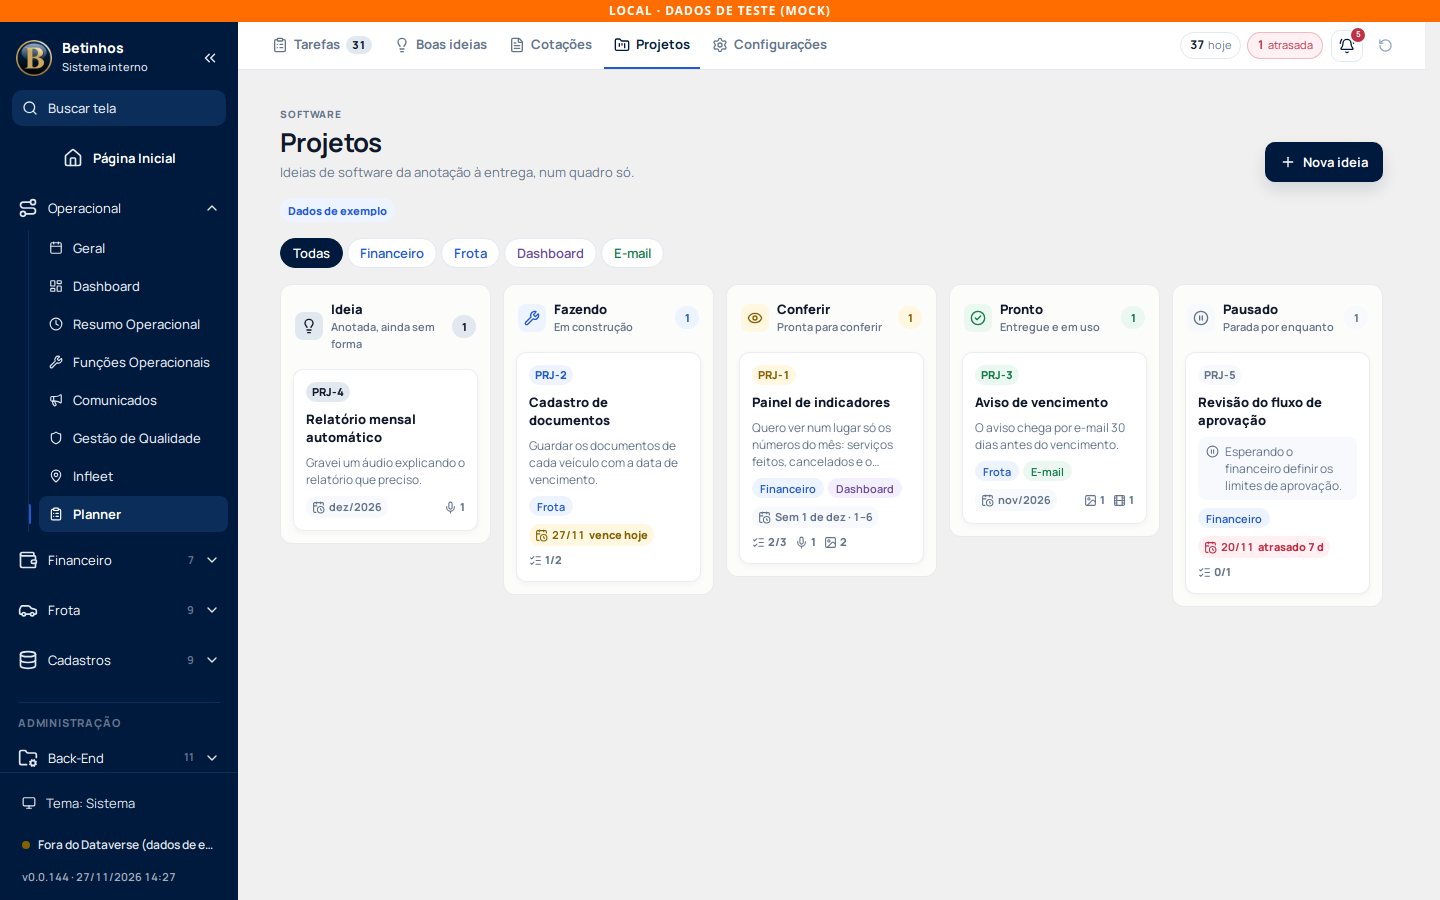 LOCAL · DADOS DE TESTE (MOCK)
Betinhos
Sistema interno
Buscar tela
Página Inicial
Operacional
Geral
Dashboard
Resumo Operacional
Funções Operacionais
Comunicados
Gestão de Qualidade
Infleet
Planner
Financeiro 7
Frota 9
Cadastros 9
ADMINISTRAÇÃO
Back-End 11
Tema: Sistema
Fora do Dataverse (dados de e...
v0.0.144 · 27/11/2026 14:27
Tarefas 31 Boas ideias Cotações Projetos Configurações
37 hoje 1 atrasada 5
SOFTWARE
Projetos
Ideias de software da anotação à entrega, num quadro só.
Nova ideia
Dados de exemplo
Todas Financeiro Frota Dashboard E-mail
Ideia
Anotada, ainda sem
forma
1
PRJ-4
Relatório mensal
automático
Gravei um áudio explicando o
relatório que preciso.
dez/2026 1
Fazendo
Em construção
1
PRJ-2
Cadastro de
documentos
Guardar os documentos de
cada veículo com a data de
vencimento.
Frota
27/11 vence hoje
1/2
Conferir
Pronta para conferir
1
PRJ-1
Painel de indicadores
Quero ver num lugar só os
números do mês: serviços
feitos, cancelados e o...
Financeiro Dashboard
Sem 1 de dez · 1–6
2/3 1 2
Pronto
Entregue e em uso
1
PRJ-3
Aviso de vencimento
O aviso chega por e-mail 30
dias antes do vencimento.
Frota E-mail
nov/2026 1 1
Pausado
Parada por enquanto
1
PRJ-5
Revisão do fluxo de
aprovação
Esperando o
financeiro definir os
limites de aprovação.
Financeiro
20/11 atrasado 7 d
0/1